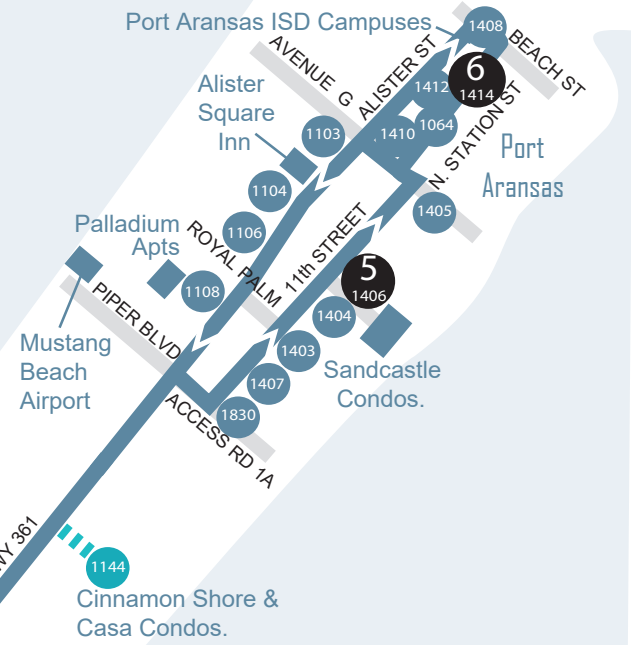 Port Aransas ISD Campuses
1408
BEACH ST
AVENUE G
ALISTER ST
6
1414
1412
Alister
Square
Inn
1103
1410
1064
N. STATION ST
Port
Aransas
1104
1405
1106
ROYAL PALM
11th STREET
Palladium
Apts
1108
5
1406
PIPER BLVD
1404
Mustang
Beach
Airport
1403
Sandcastle
Condos.
1407
1830
ACCESS RD 1A
WY 361
1144
Cinnamon Shore &
Casa Condos.